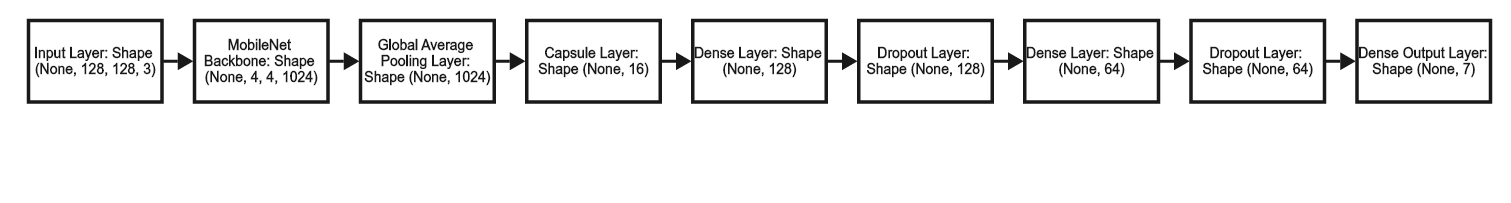 Input Layer: Shape
(None, 128, 128, 3)
MobileNet
Backbone: Shape
(None, 4, 4, 1024)
Global Average
Pooling Layer:
Shape (None, 1024)
Capsule Layer:
Shape (None, 16)
Dense Layer: Shape
(None, 128)
Dropout Layer:
Shape (None, 128)
Dense Layer: Shape
(None, 64)
Dropout Layer:
Shape (None, 64)
Dense Output Layer:
Shape (None, 7)